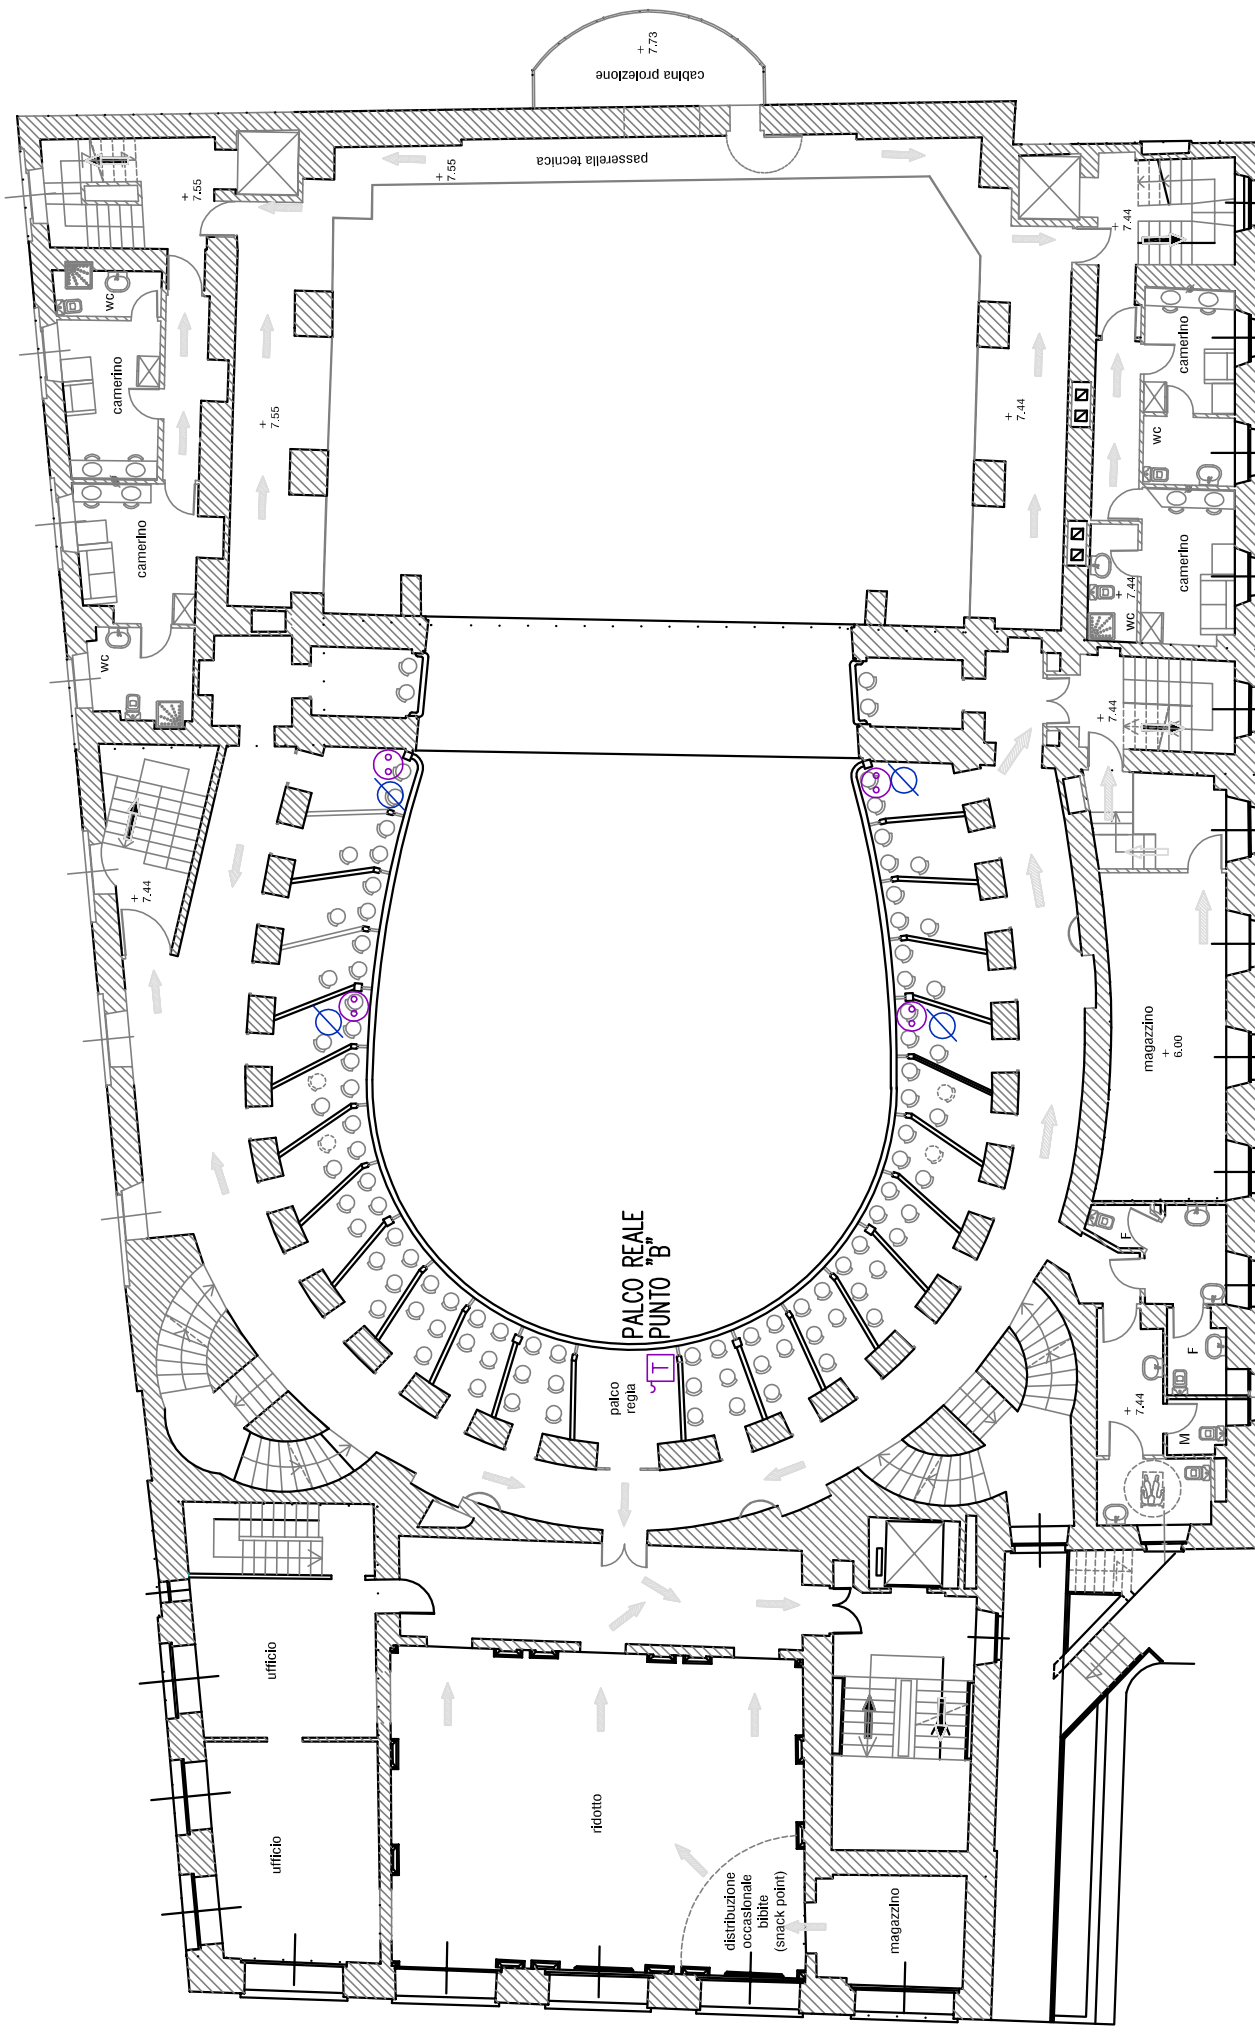 +
7.73
cabina proiezione
passerella tecnica
+
7.55
+
7.55
+
7.44
wc
camerino
camerino
+
7.55
+
7.44
camerino
wc
camerino
+
7.44
wc
wc
+
7.44
+
7.44
magazzino
+
6.00
PALCO REALE
PUNTO "B"
T
palco
regia
F
F
+
7.44
M
ufficio
ufficio
ridotto
distribuzione
occasionale
bibite
(snack point)
magazzino